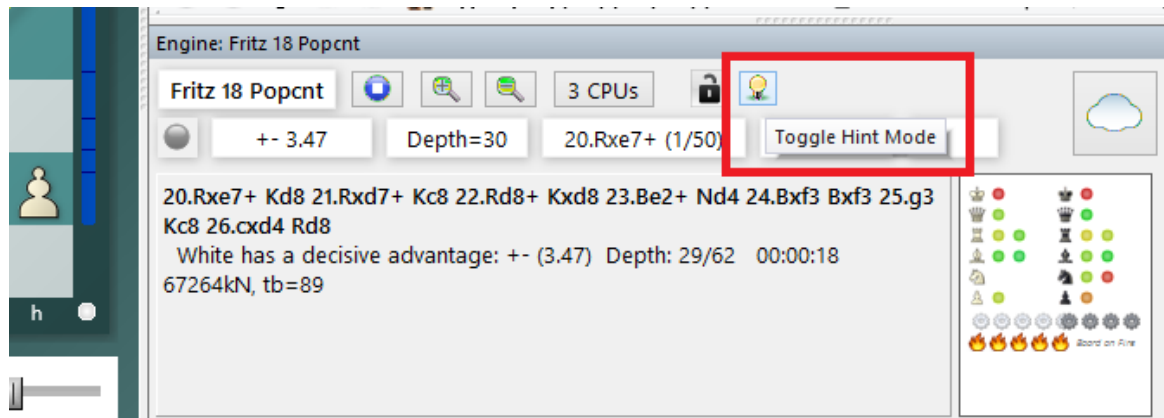 Engine: Fritz 18 Popcnt
Fritz 18 Popcnt
3 CPUs
+- 3.47
Depth=30
20.Rxe7+ (1/50)
Toggle Hint Mode
20.Rxe7+ Kd8 21.Rxd7+ Kc8 22.Rd8+ Kxd8 23.Be2+ Nd4 24.Bxf3 Bxf3 25.g3
Kc8 26.cxd4 Rd8
White has a decisive advantage: +- (3.47) Depth: 29/62 00:00:18
67264kN, tb=89
h
Board on Fire